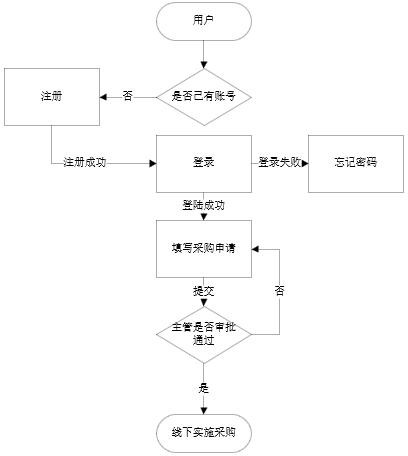 用户
是否已有账号
否
注册
注册成功
登录
登录失败
忘记密码
登陆成功
填写采购申请
提交
否
主管是否审批
通过
是
线下实施采购